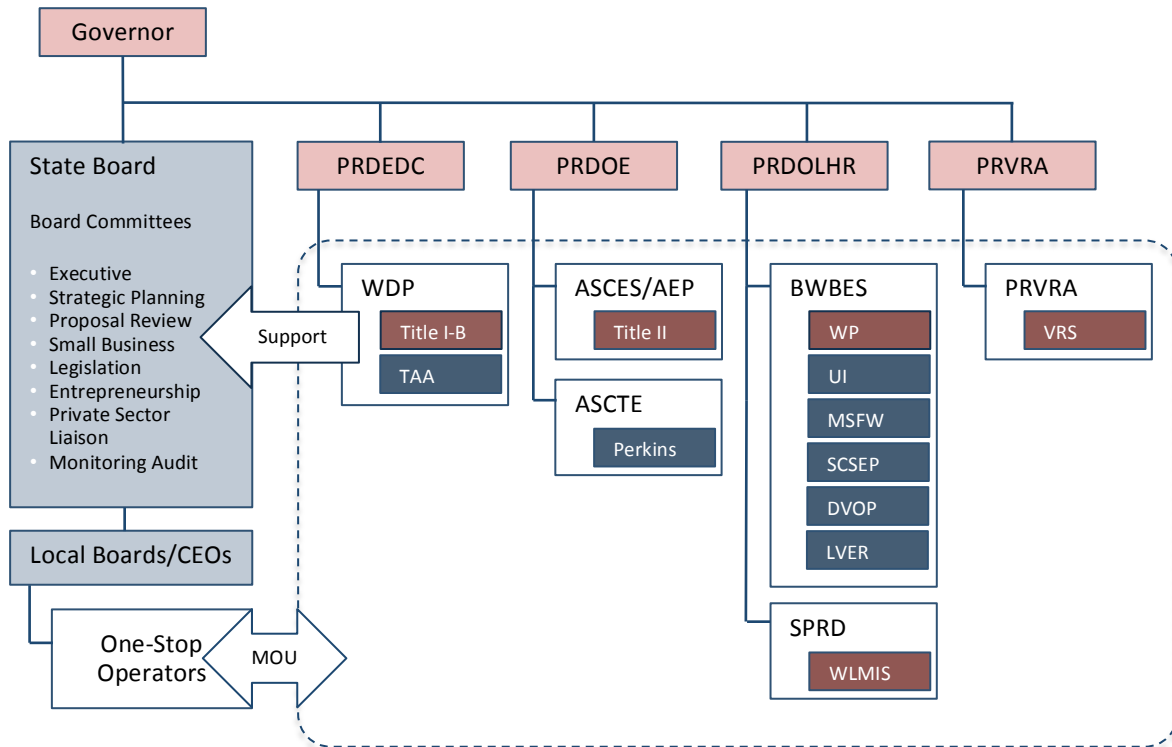 Governor
State Board
Board Committees
• Executive
• Strategic Planning
• Proposal Review
• Small Business
• Legislation
• Entrepreneurship
• Private Sector
Liaison
• Monitoring Audit
Local Boards/CEOs
One-Stop
Operators
MOU
Support
PRDEDC
WDP
Title I-B
TAA
PRDOE
ASCES/AEP
Title II
ASCTE
Perkins
PRDOLHR
BWBES
WP
UI
MSFW
SCSEP
DVOP
LVER
SPRD
WLMIS
PRVRA
PRVRA
VRS